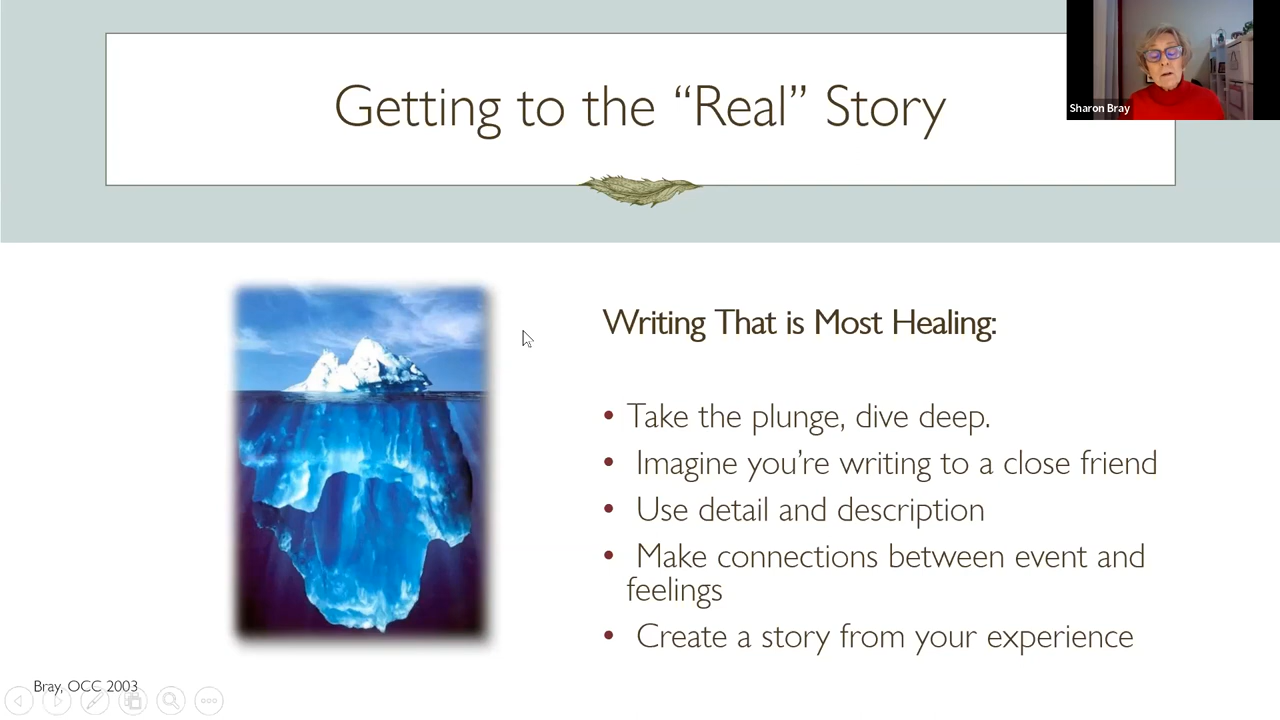 Getting to the “Real” Story
Sharon Bray
Writing That is Most Healing:
• Take the plunge, dive deep.
• Imagine you’re writing to a close friend
• Use detail and description
• Make connections between event and
feelings
• Create a story from your experience
Bray, OCC 2003